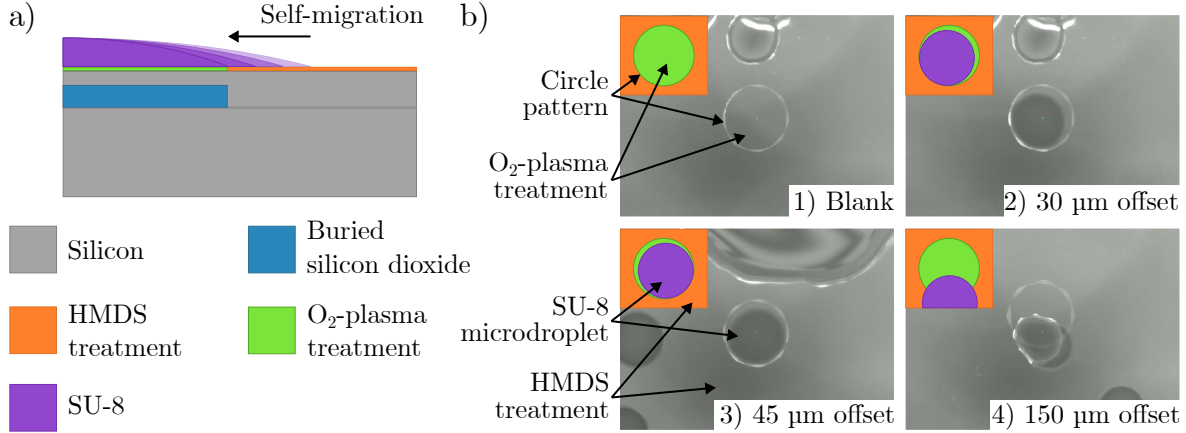 a)
Self-migration
Silicon
Buried
silicon dioxide
HMDS
treatment
O₂-plasma
treatment
SU-8
b)
Circle
pattern
O₂-plasma
treatment
1) Blank
2) 30 µm offset
SU-8
microdroplet
HMDS
treatment
3) 45 µm offset
4) 150 µm offset